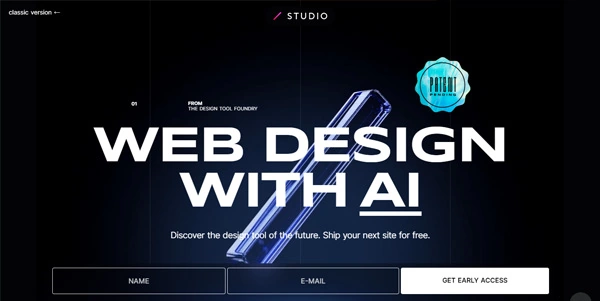 classic version ←
STUDIO
PATENT
PENDING
01
FROM
THE DESIGN TOOL FOUNDRY
WEB DESIGN
WITH AI
Discover the design tool of the future. Ship your next site for free.
NAME
E-MAIL
GET EARLY ACCESS